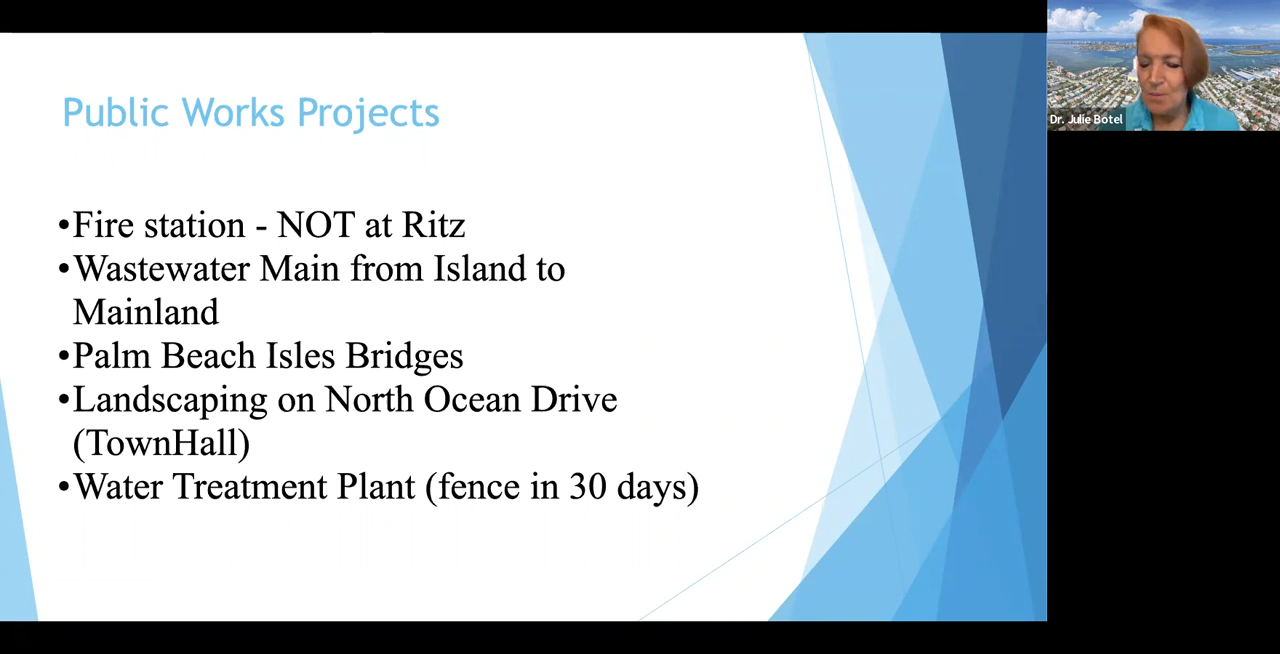 Public Works Projects
•Fire station - NOT at Ritz
•Wastewater Main from Island to
Mainland
•Palm Beach Isles Bridges
•Landscaping on North Ocean Drive
(TownHall)
•Water Treatment Plant (fence in 30 days)
Dr. Julie Botel